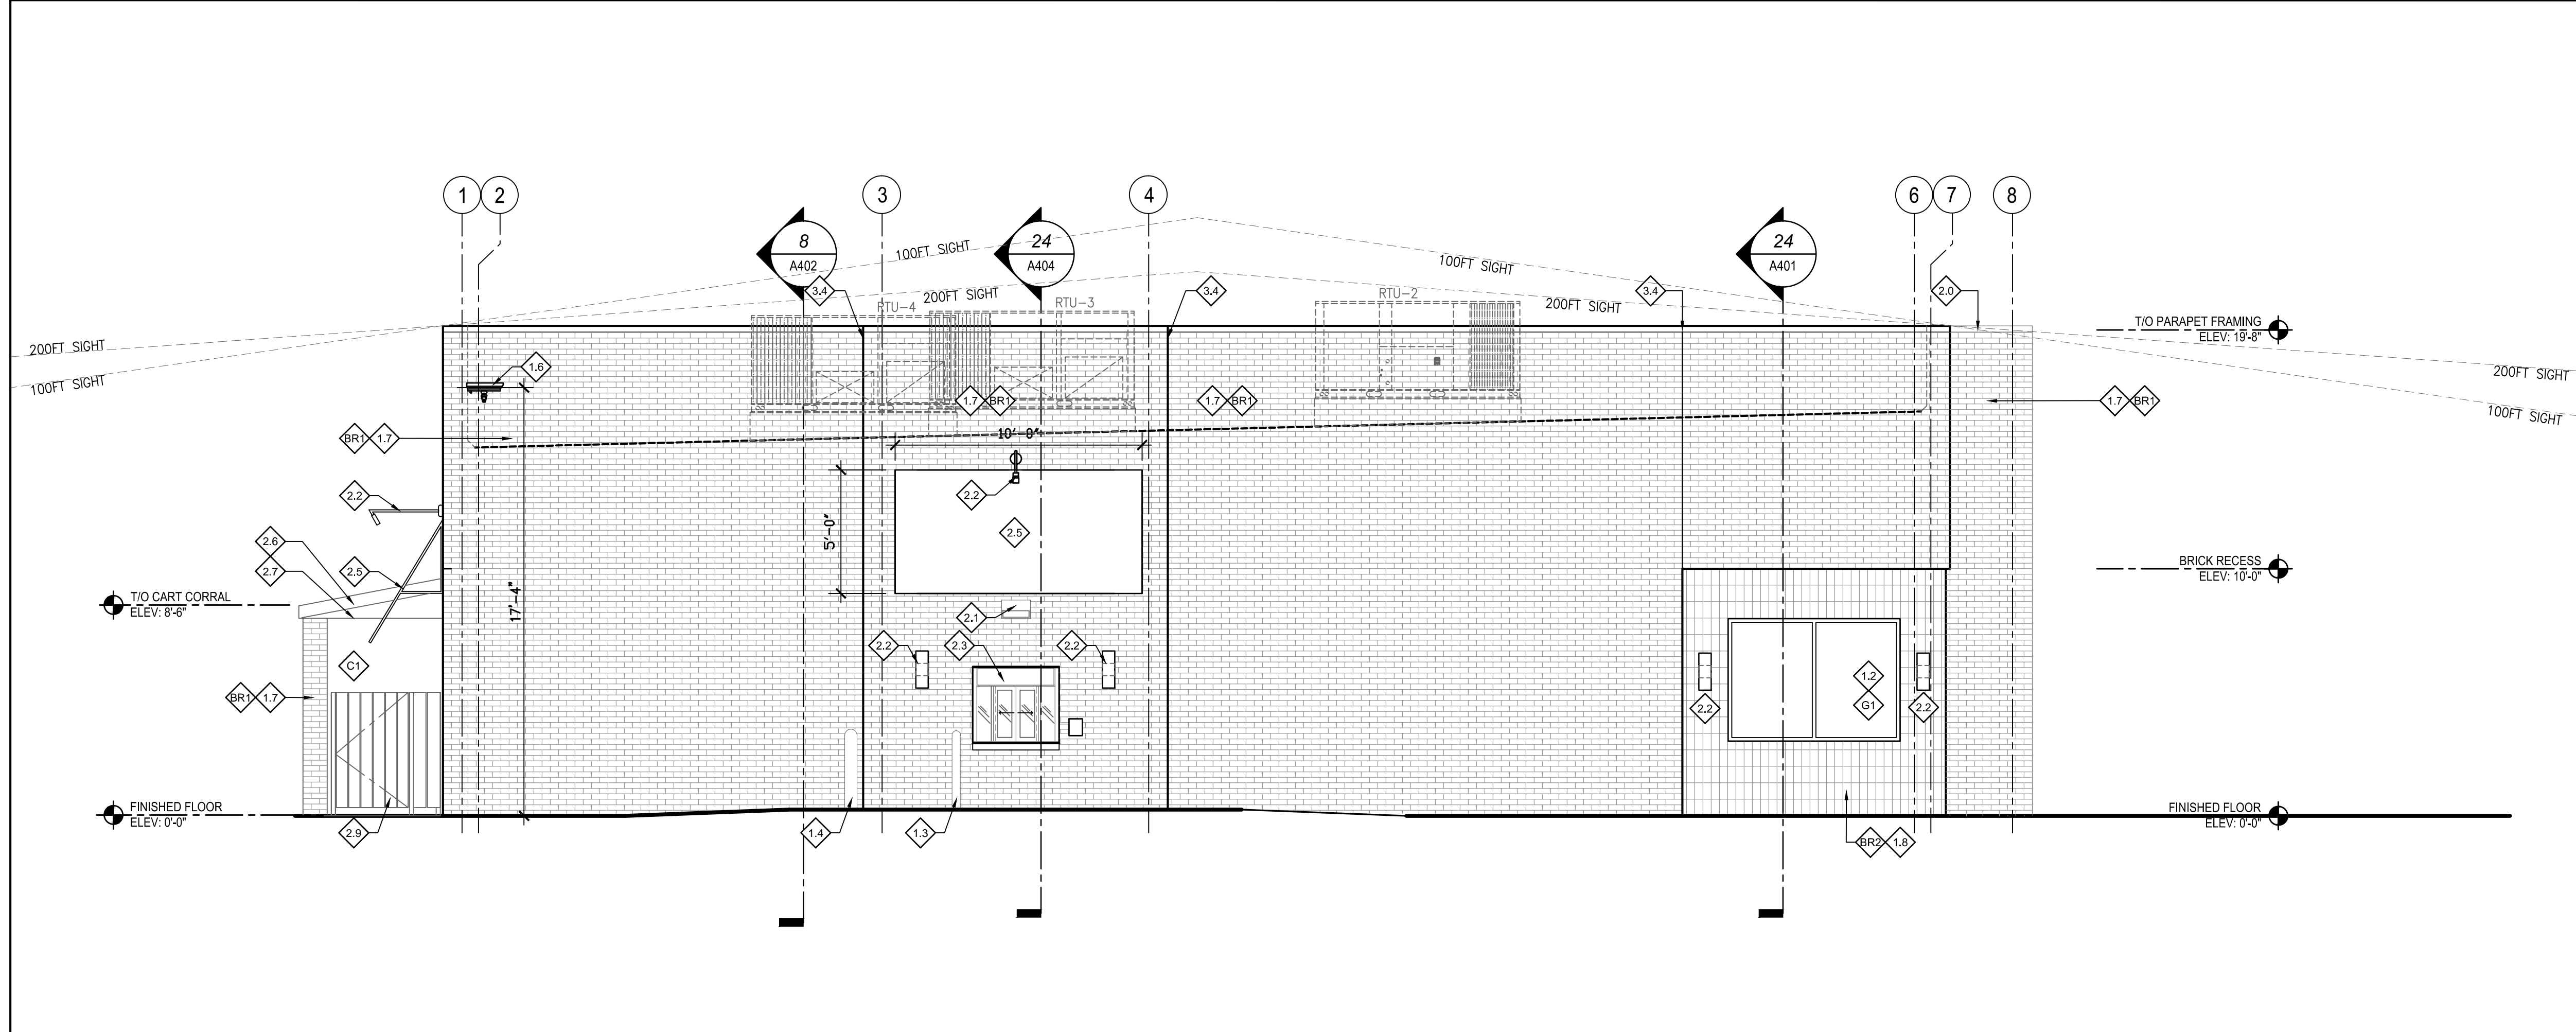 1
2
3
4
6
7
8
8
A402
24
A404
24
A401
100FT SIGHT
100FT SIGHT
200FT SIGHT
200FT SIGHT
3.4
3.4
3.4
2.0
RTU-4
RTU-3
RTU-2
200FT SIGHT
100FT SIGHT
T/O PARAPET FRAMING
ELEV: 19'-8"
200FT SIGHT
100FT SIGHT
1.6
1.7 BR1
1.7 BR1
1.7 BR1
BR1 1.7
2.2
2.2
5'-0"
2.5
2.6
2.7
2.5
17'-4"
BRICK RECESS
ELEV: 10'-0"
T/O CART CORRAL
ELEV: 8'-6"
2.1
2.2
2.3
2.2
C1
BR1 1.7
1.2
G1
2.2
2.2
FINISHED FLOOR
ELEV: 0'-0"
FINISHED FLOOR
ELEV: 0'-0"
2.9
1.4
1.3
BR2 1.8